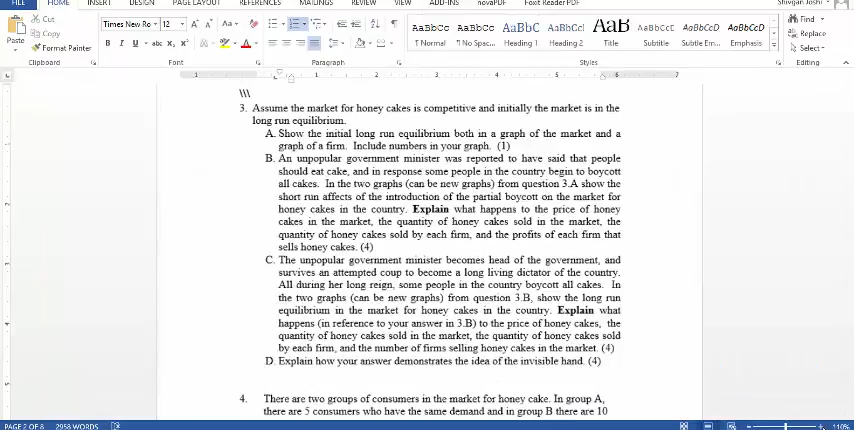 FILE HOME INSERT DESIGN PAGE LAYOUT REFERENCES MAILINGS REVIEW VIEW ADD-INS novaPDF Foxit Reader PDF Shivgan Joshi
Cut
Copy
Paste
Format Painter
Times New Ro 12
B I U abc X₂ X²
AaBbCc AaBbCc AaBbC AaBbCc AaB AaBbCcI AaBbCcD AaBbCcD
¶ Normal ¶ No Spac... Heading 1 Heading 2 Title Subtitle Subtle Em... Emphasis
Find
Replace
Select
Clipboard Font Paragraph Styles Editing
1 1 2 3 4 5 6 7
\\\
3. Assume the market for honey cakes is competitive and initially the market is in the
long run equilibrium.
A. Show the initial long run equilibrium both in a graph of the market and a
graph of a firm. Include numbers in your graph. (1)
B. An unpopular government minister was reported to have said that people
should eat cake, and in response some people in the country begin to boycott
all cakes. In the two graphs (can be new graphs) from question 3.A show the
short run affects of the introduction of the partial boycott on the market for
honey cakes in the country. Explain what happens to the price of honey
cakes in the market, the quantity of honey cakes sold in the market, the
quantity of honey cakes sold by each firm, and the profits of each firm that
sells honey cakes. (4)
C. The unpopular government minister becomes head of the government, and
survives an attempted coup to become a long living dictator of the country.
All during her long reign, some people in the country boycott all cakes. In
the two graphs (can be new graphs) from question 3.B, show the long run
equilibrium in the market for honey cakes in the country. Explain what
happens (in reference to your answer in 3.B) to the price of honey cakes, the
quantity of honey cakes sold in the market, the quantity of honey cakes sold
by each firm, and the number of firms selling honey cakes in the market. (4)
D. Explain how your answer demonstrates the idea of the invisible hand. (4)
4. There are two groups of consumers in the market for honey cake. In group A,
there are 5 consumers who have the same demand and in group B there are 10
PAGE 2 OF 8 2958 WORDS 110%